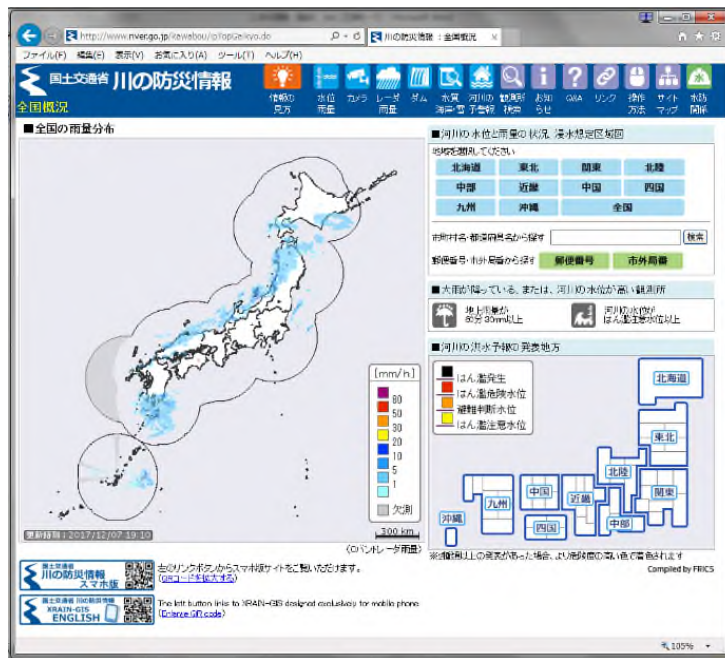 http://www.river.go.jp/kawabou/ipTopGaikyo.do
川の防災情報 : 全国概況
ファイル(F) 編集(E) 表示(V) お気に入り(A) ツール(T) ヘルプ(H)
国土交通省 川の防災情報
情報の見方
水位雨量
カメラ
レーダ雨量
ダム
水質海岸・雪
河川の予警報
観測所検索
お知らせ
Q&A
リンク
操作方法
サイトマップ
水防関係
全国概況
■全国の雨量分布
[mm/h]
80
50
30
20
10
5
1
欠測
300 km
更新時刻:2017/12/07 19:10
(Cバンドレーダ雨量)
■河川の水位と雨量の状況、浸水想定区域図
地域を選択してください
北海道 東北 関東 北陸
中部 近畿 中国 四国
九州 沖縄 全国
市町村名・都道府県名から探す 検索
郵便番号・市外局番から探す 郵便番号 市外局番
■大雨が降っている、または、河川の水位が高い観測所
地上雨量が
60分30mm以上
河川の水位が
はん濫注意水位以上
■河川の洪水予報の発表地方
はん濫発生
はん濫危険水位
避難判断水位
はん濫注意水位
北海道
東北
北陸
関東
中部
近畿
中国
四国
九州
沖縄
※2種類以上の発表があった場合、より危険度の高い色で着色されます
Compiled by FRICS
国土交通省
川の防災情報
スマホ版
左のリンクボタンからスマホ版サイトをご覧いただけます。
(QRコードを拡大する)
国土交通省 川の防災情報
XRAIN-GIS
ENGLISH
The left button links to XRAIN-GIS designed exclusively for mobile phone
(Enlarge QR code)
105%